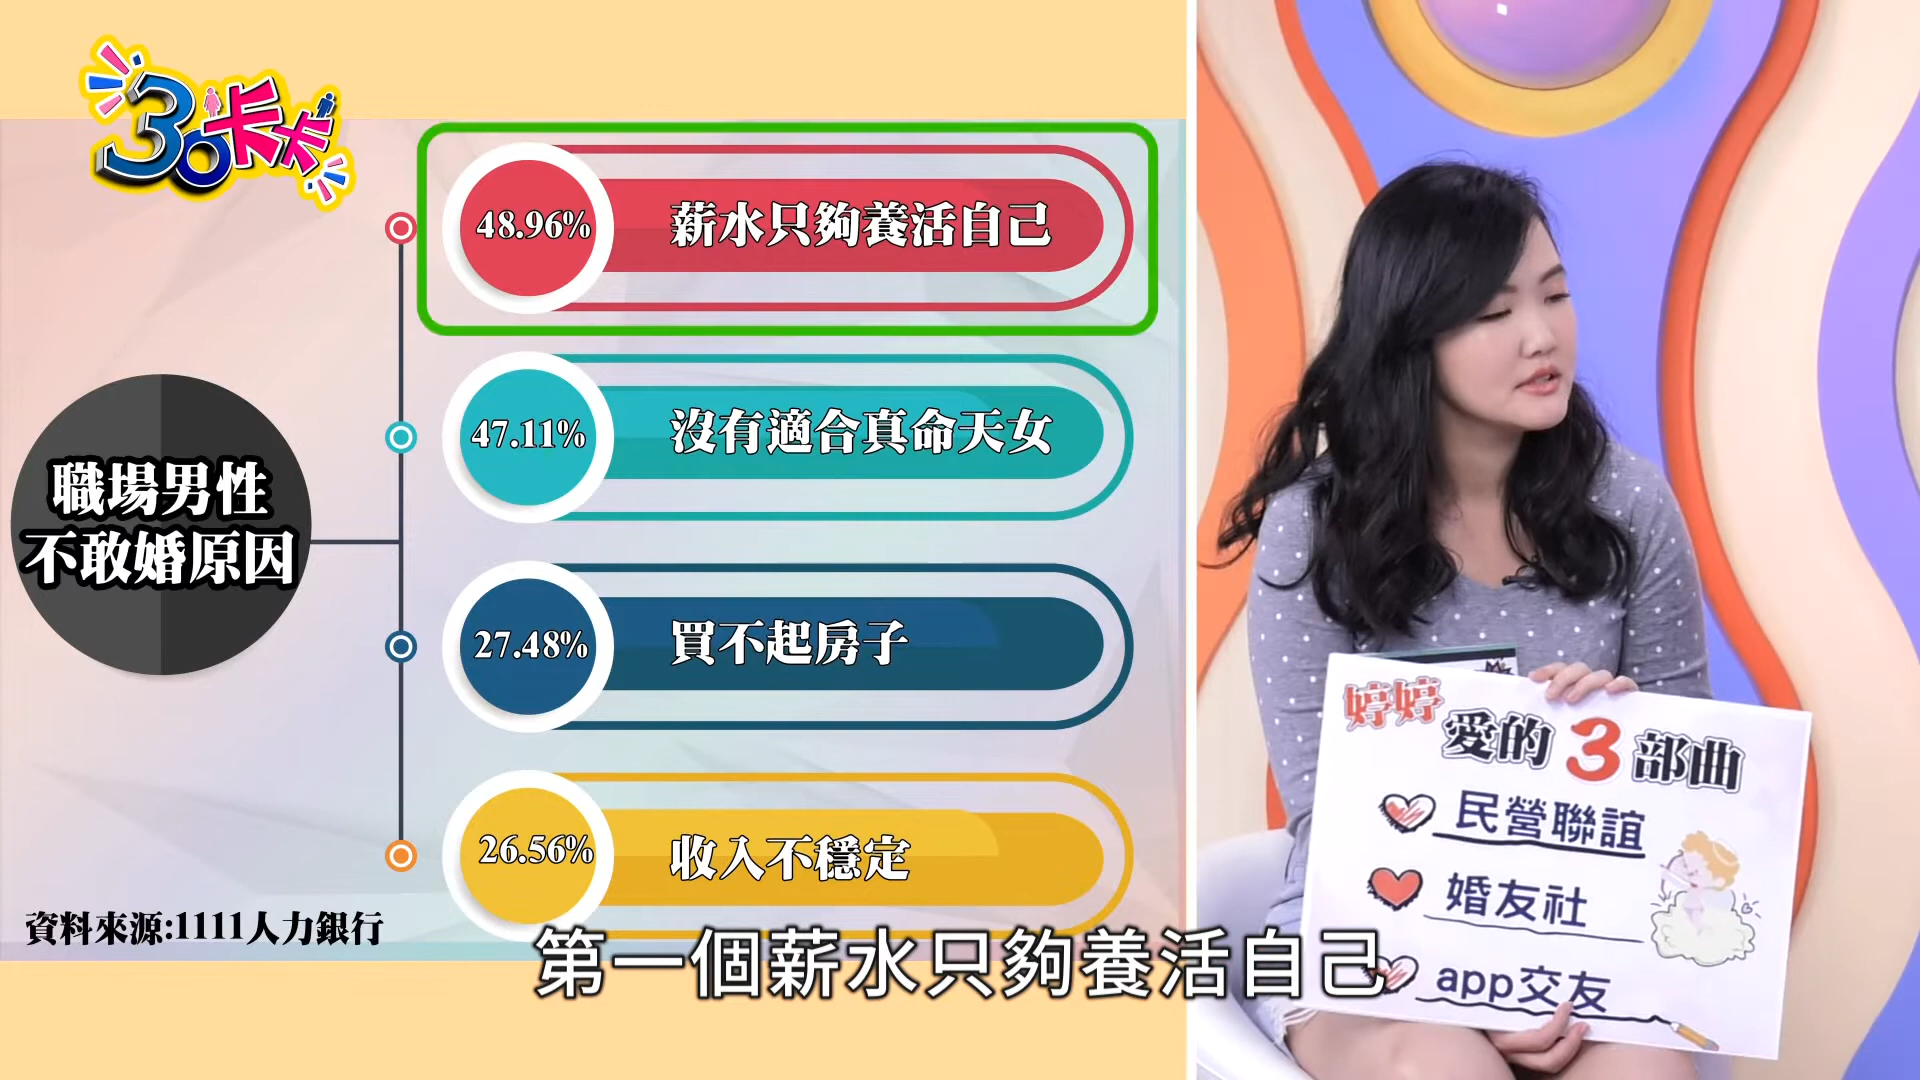 30卡卡
職場男性
不敢婚原因
48.96%
薪水只夠養活自己
47.11%
沒有適合真命天女
27.48%
買不起房子
26.56%
收入不穩定
資料來源:1111人力銀行
婷婷
愛的3部曲
民營聯誼
婚友社
app交友
第一個薪水只夠養活自己